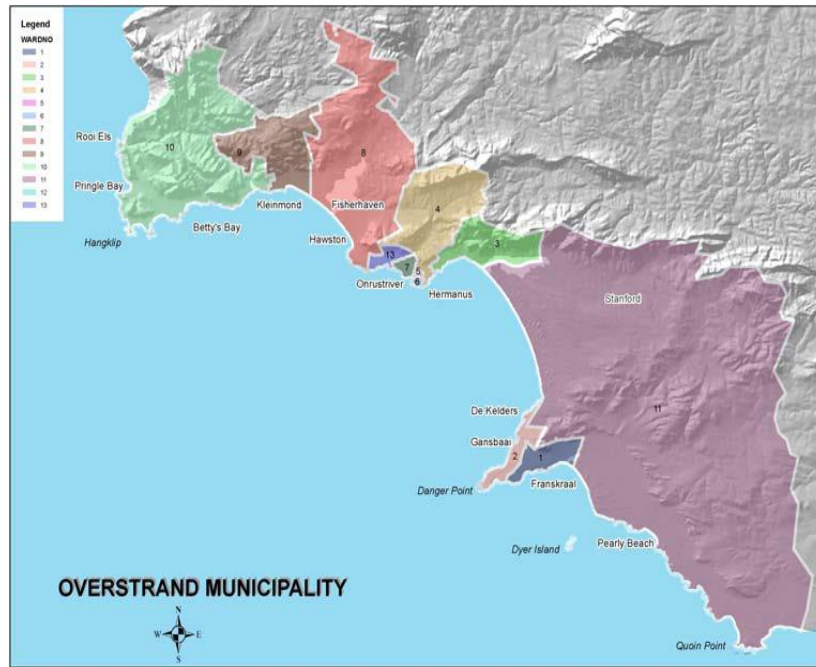 Legend
WARDNO
1
2
3
4
5
6
7
8
9
10
11
12
13
Rooi Els
10
9
8
Pringle Bay
Kleinmond
Fisherhaven
4
Betty's Bay
Hangklip
Hawston
3
13
7
5
Onrustriver
6
Hermanus
Stanford
De Kelders
11
Gansbaai
2
1
Danger Point
Franskraal
Dyer Island
Pearly Beach
OVERSTRAND MUNICIPALITY
N
W
E
S
Quoin Point